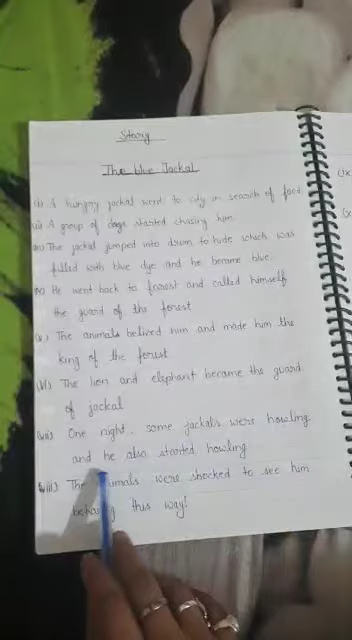 Story
The blue Jackal
(i) A hungry jackal went to city in search of food
(ii) A group of dogs started chasing him.
(iii) The jackal jumped into drum to hide which was
filled with blue dye and he became blue.
(iv) He went back to forest and called himself
the guard of the forest
(v) The animals belived him and made him the
king of the forest
(vi) The lion and elephant became the guard
of jackal
(vii) One night, some jackals were howling
and he also started howling
(viii) The animals were shocked to see him
this way!